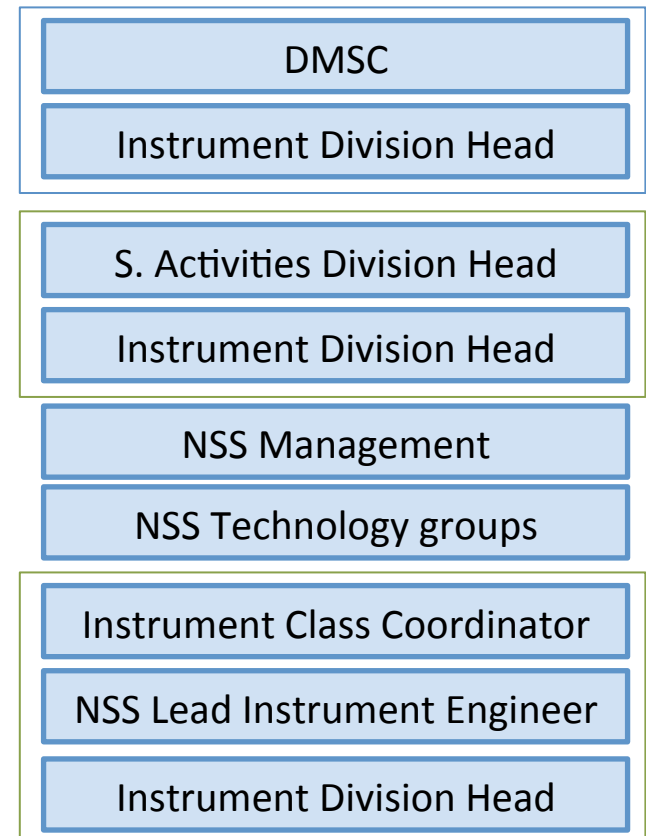 DMSC
Instrument Division Head
S. Activities Division Head
Instrument Division Head
NSS Management
NSS Technology groups
Instrument Class Coordinator
NSS Lead Instrument Engineer
Instrument Division Head